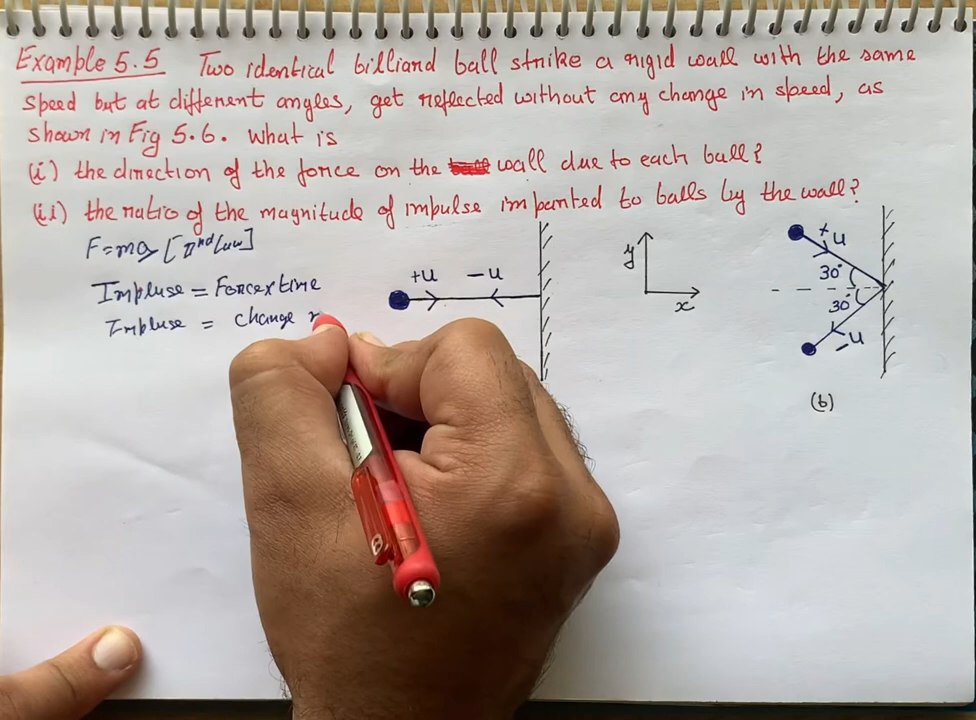 Example 5.5 Two identical billiard ball strike a rigid wall with the same
speed but at different angles, get reflected without any change in speed, as
shown in Fig 5.6. What is
(i) the direction of the force on the wall due to each ball?
(ii) the ratio of the magnitude of impulse imparted to balls by the wall?
F=ma [IInd Law]
Impluse = Force×time
Impluse = change
+u -u
y
x
+u
30°
30°
-u
(b)